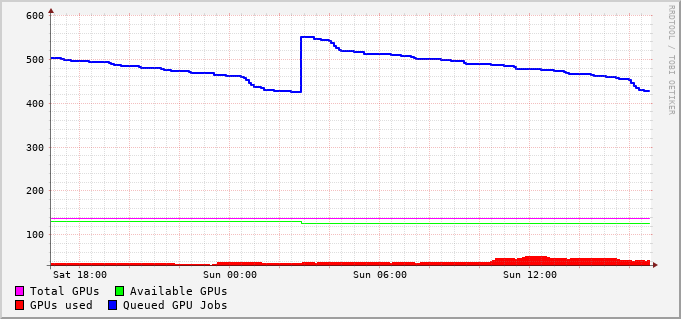 600
500
400
300
200
100
Sat 18:00 Sun 00:00 Sun 06:00 Sun 12:00
Total GPUs Available GPUs
GPUs used Queued GPU Jobs
RRDTOOL / TOBI OETIKER